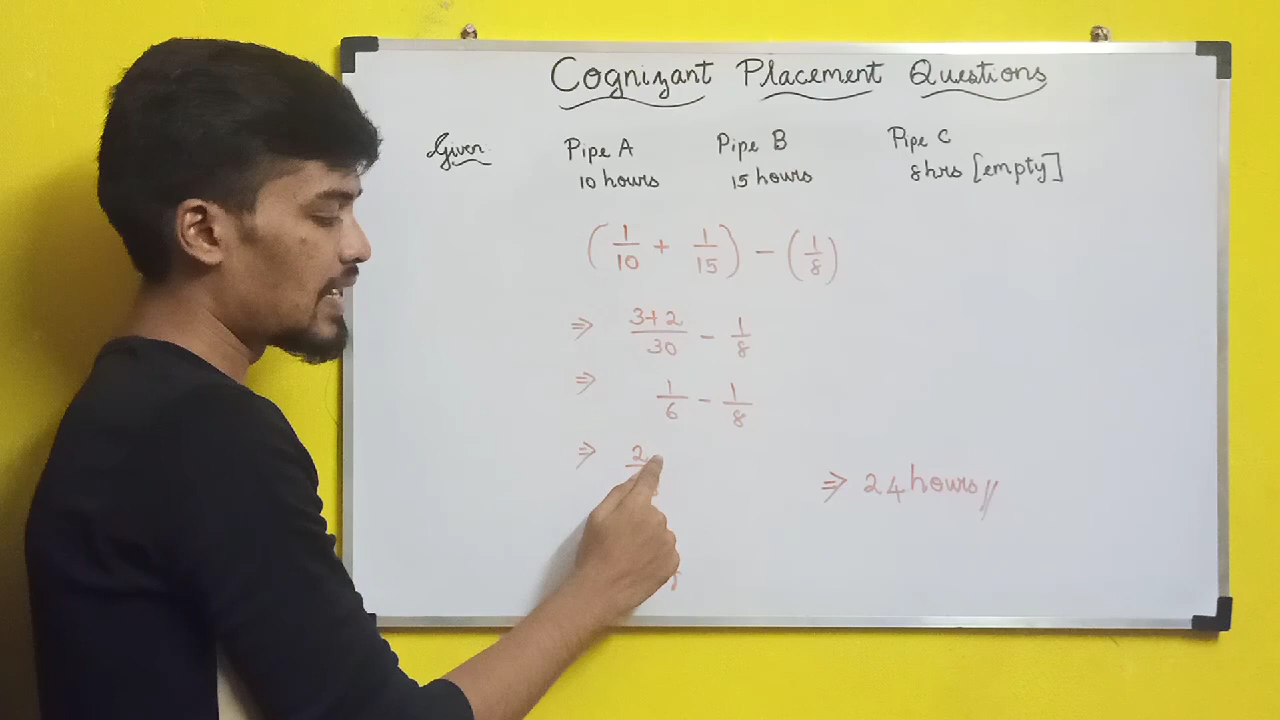 Cognizant Placement Questions
Given Pipe A Pipe B Pipe C
10 hours 15 hours 8hrs [empty]
(1/10 + 1/15) - (1/8)
⇒ 3+2/30 - 1/8
⇒ 1/6 - 1/8
⇒ 2
⇒ 24 hours //